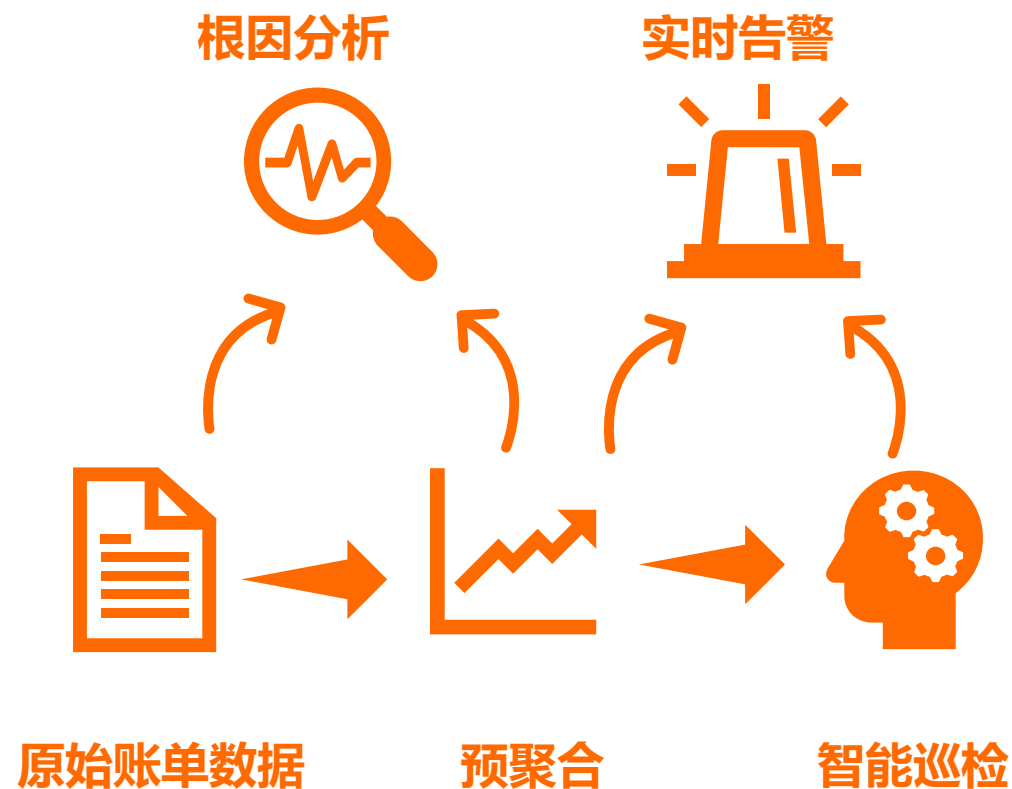 根因分析
实时告警
原始账单数据
预聚合
智能巡检